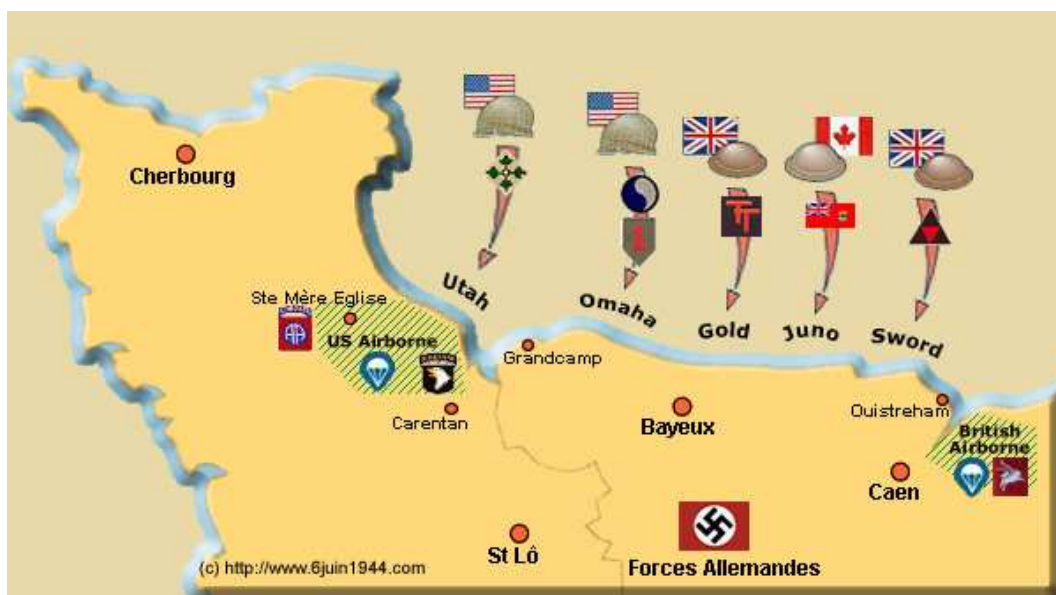 Cherbourg
Utah
Omaha
Gold
Juno
Sword
Ste Mère Eglise
US Airborne
Grandcamp
Carentan
Bayeux
Ouistreham
British
Airborne
Caen
St Lô
Forces Allemandes
(c) http://www.6juin1944.com
1